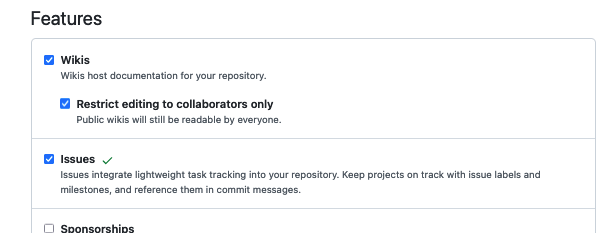 Features
Wikis
Wikis host documentation for your repository.
Restrict editing to collaborators only
Public wikis will still be readable by everyone.
Issues
Issues integrate lightweight task tracking into your repository. Keep projects on track with issue labels and
milestones, and reference them in commit messages.
Sponsorships